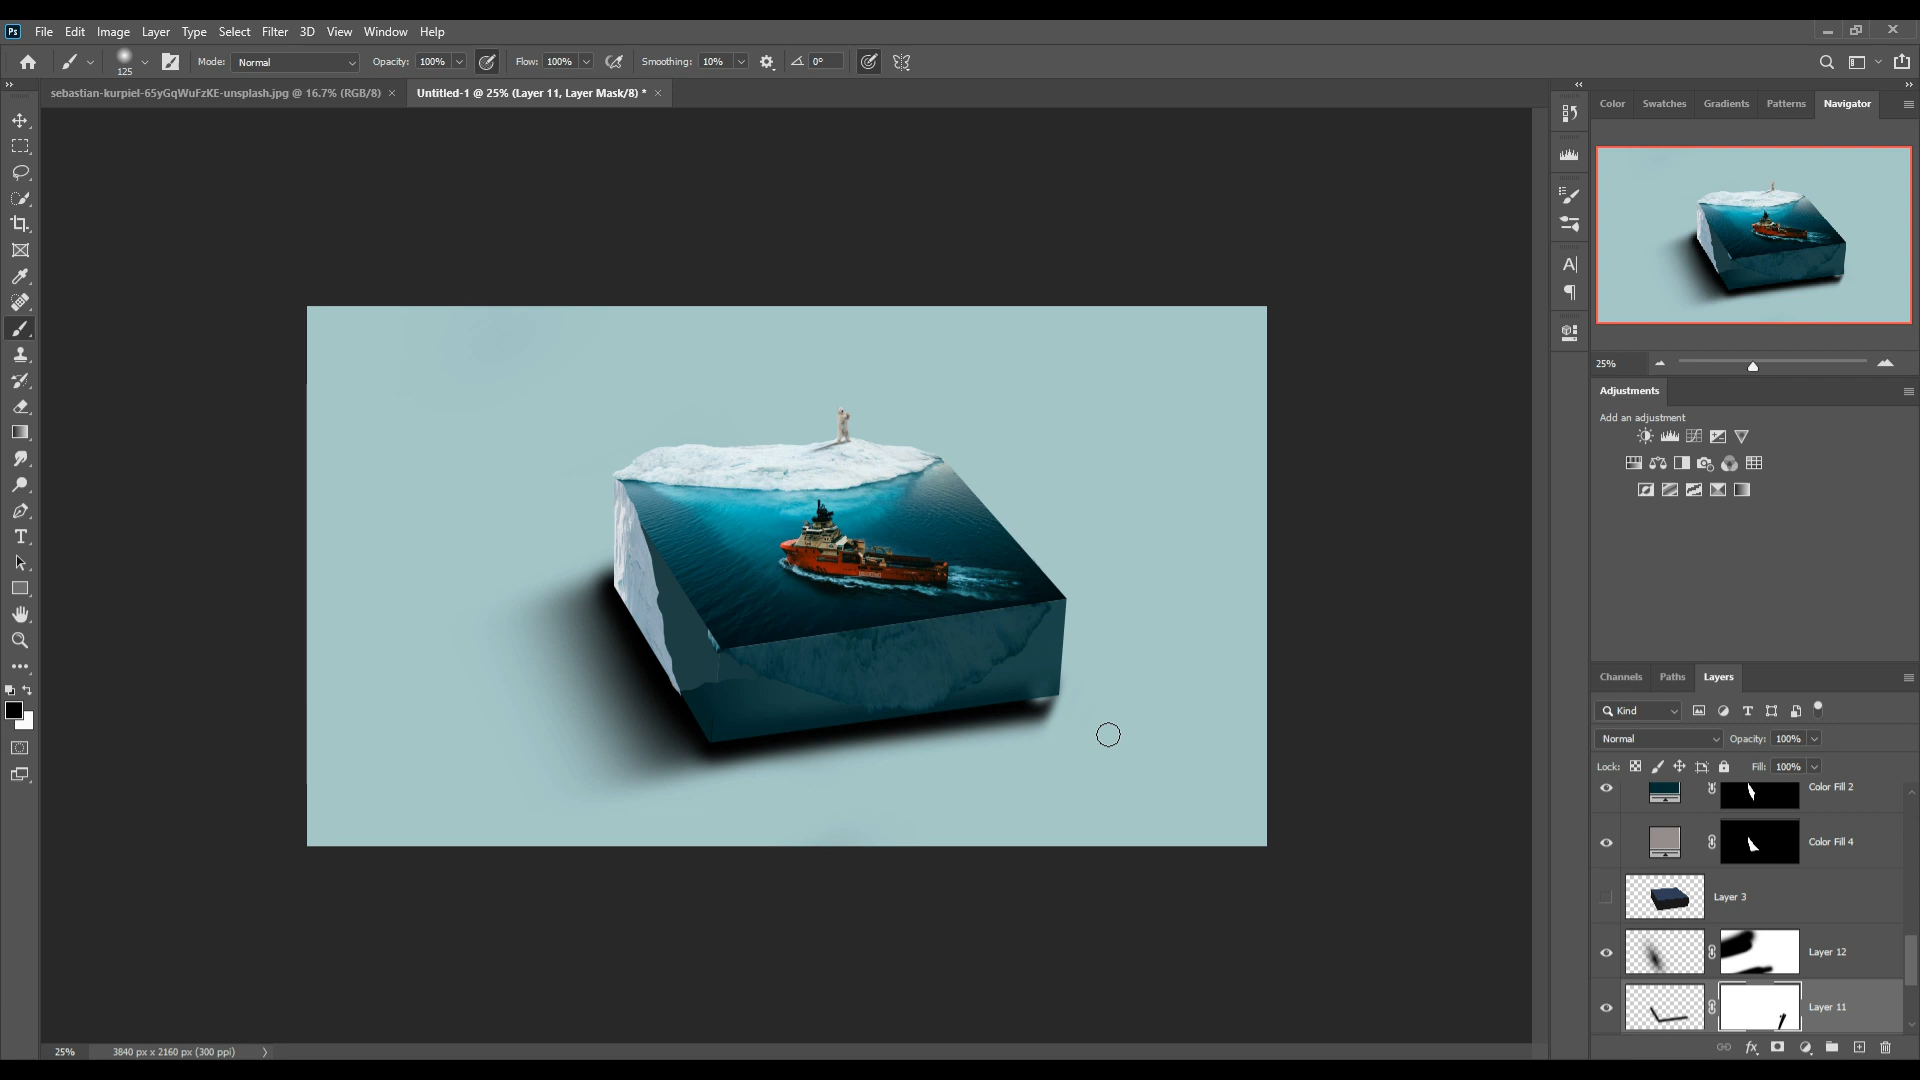 Ps File Edit Image Layer Type Select Filter 3D View Window Help
125 Mode: Normal Opacity: 100% Flow: 100% Smoothing: 10% 0°
sebastian-kurpiel-65yGqWuFzKE-unsplash.jpg @ 16.7% (RGB/8) × Untitled-1 @ 25% (Layer 11, Layer Mask/8) * ×
Color Swatches Gradients Patterns Navigator
25%
Adjustments
Add an adjustment
Channels Paths Layers
Kind
Normal Opacity: 100%
Lock: Fill: 100%
Color Fill 2
Color Fill 4
Layer 3
Layer 12
Layer 11
fx
25% 3840 px x 2160 px (300 ppi)